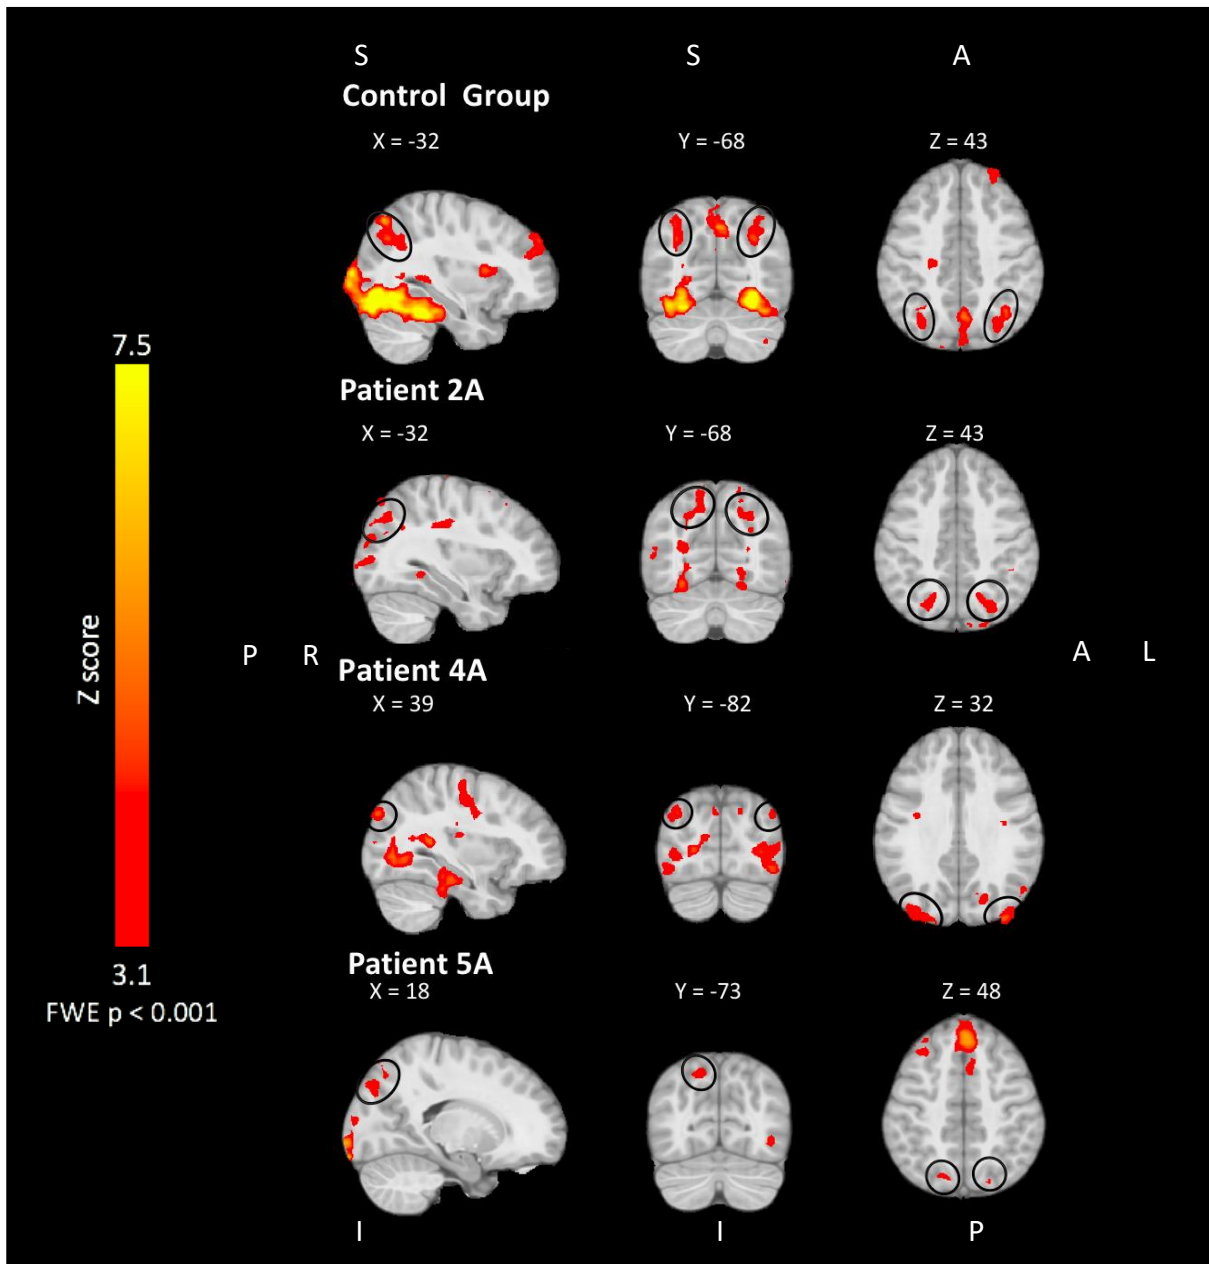 S S A
Control Group
X = -32 Y = -68 Z = 43
7.5
Patient 2A
X = -32 Y = -68 Z = 43
Z score
P R A L
Patient 4A
X = 39 Y = -82 Z = 32
3.1
FWE p < 0.001
Patient 5A
X = 18 Y = -73 Z = 48
I I P